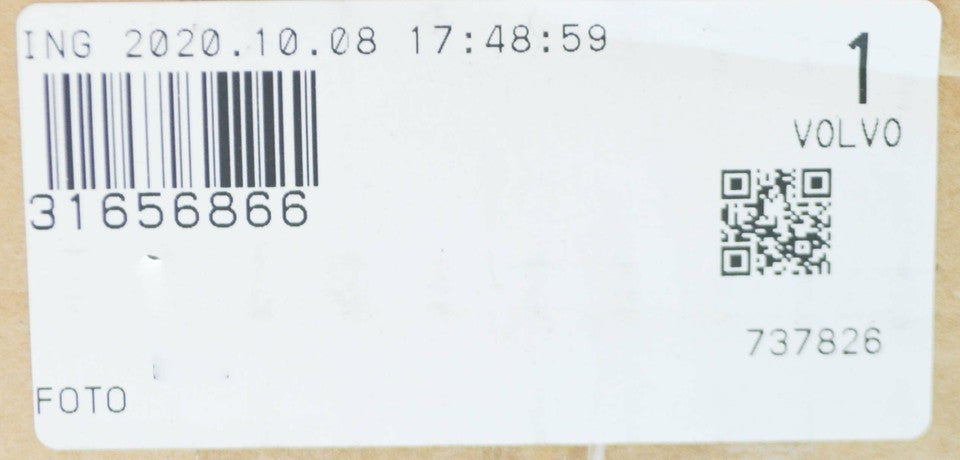 ING 2020.10.08 17:48:59
1
VOLVO
31656866
737826
FOTO